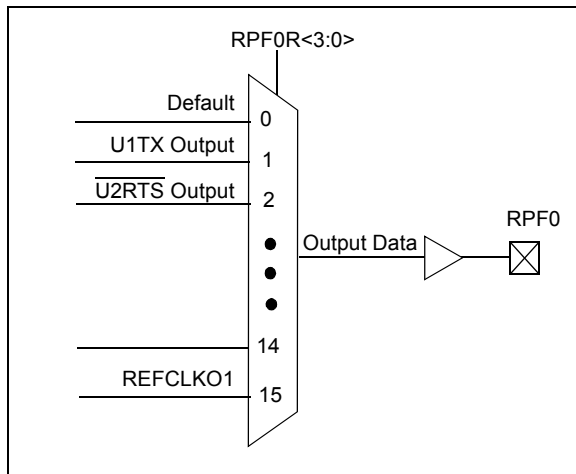 RPF0R<3:0>
Default
0
U1TX Output
1
U2RTS Output
2
RPF0
Output Data
14
REFCLKO1
15